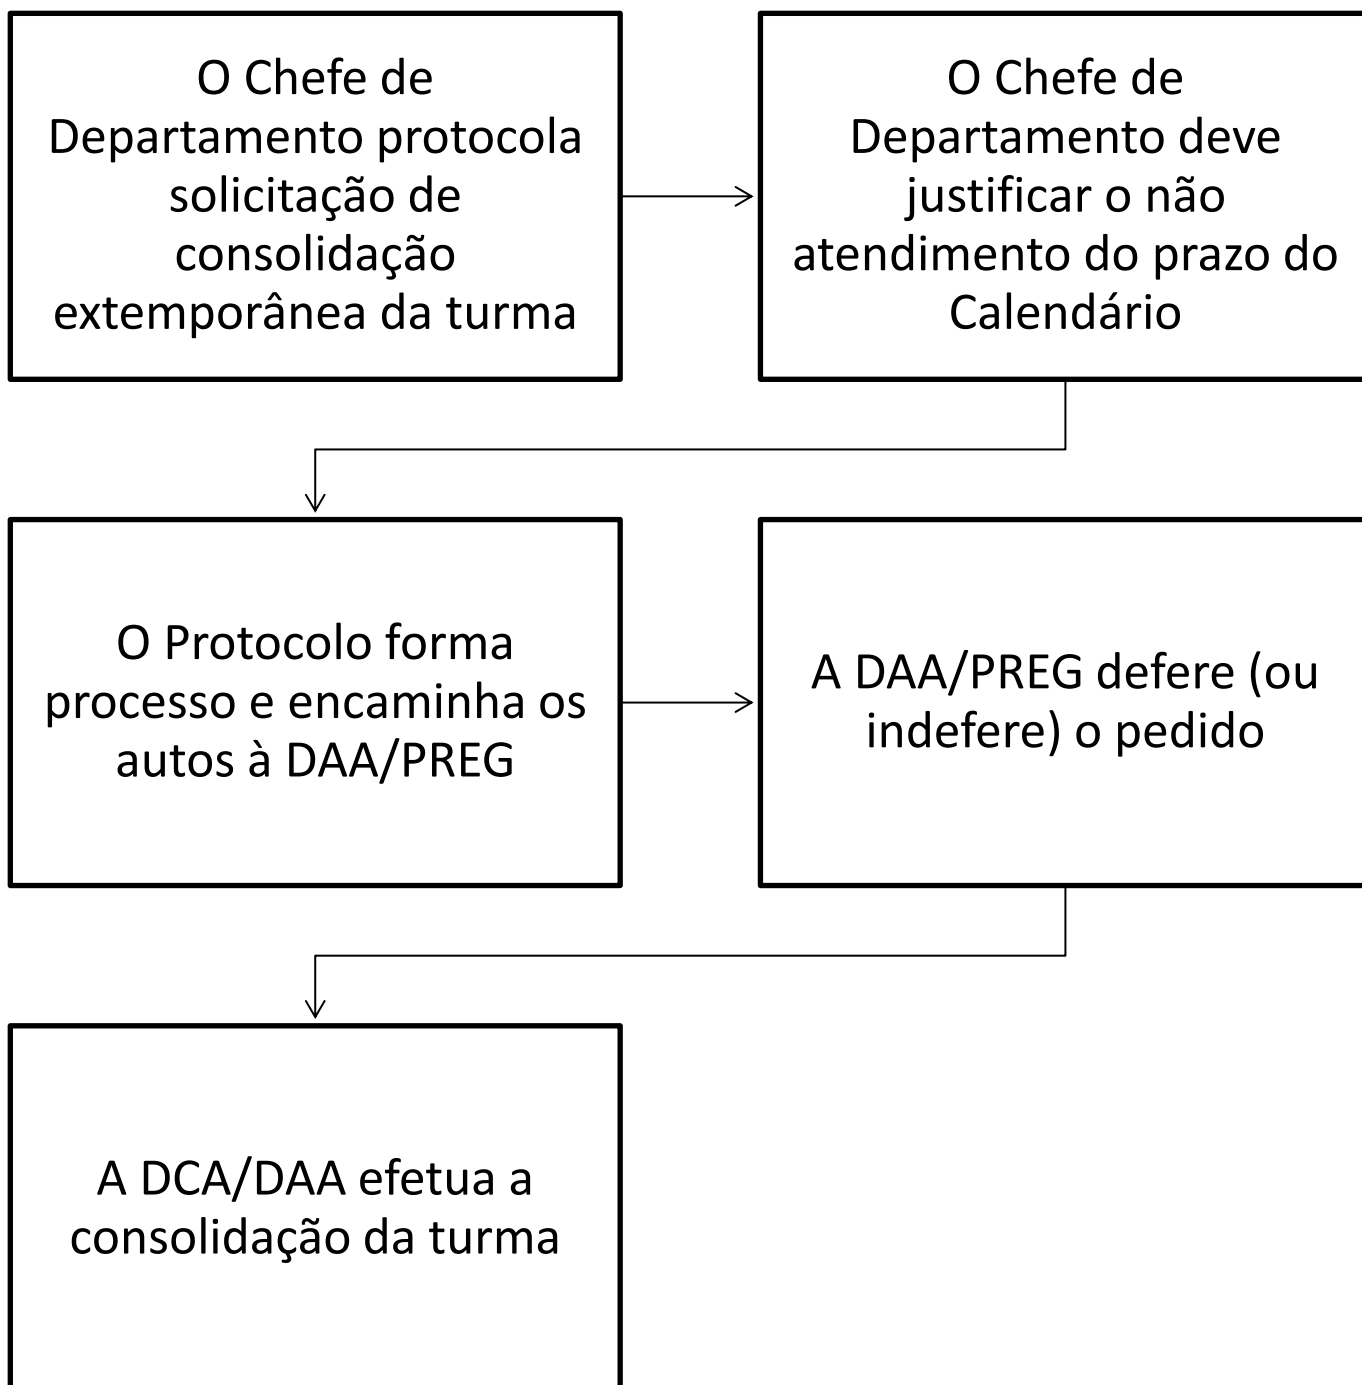 O Chefe de
Departamento protocola
solicitação de
consolidação
extemporânea da turma
O Chefe de
Departamento deve
justificar o não
atendimento do prazo do
Calendário
O Protocolo forma
processo e encaminha os
autos à DAA/PREG
A DAA/PREG defere (ou
indefere) o pedido
A DCA/DAA efetua a
consolidação da turma